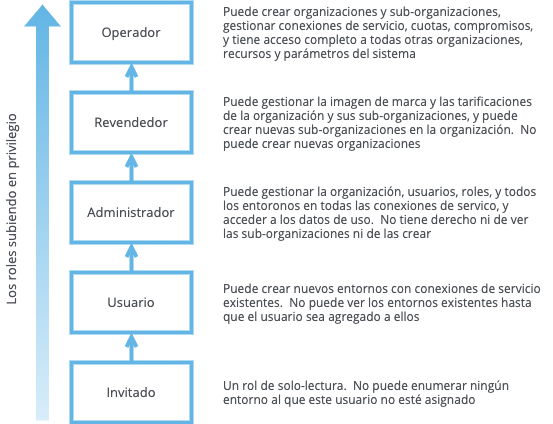 Los roles subiendo en privilegio
Operador
Puede crear organizaciones y sub-organizaciones,
gestionar conexiones de servicio, cuotas, compromisos,
y tiene acceso completo a todas otras organizaciones,
recursos y parámetros del sistema
Revendedor
Puede gestionar la imagen de marca y las tarificaciones
de la organización y sus sub-organizaciones, y puede
crear nuevas sub-organizaciones en la organización.  No
puede crear nuevas organizaciones
Administrador
Puede gestionar la organización, usuarios, roles, y todos
los entoronos en todas las conexiones de servico, y
acceder a los datos de uso.  No tiene derecho ni de ver
las sub-organizaciones ni de las crear
Usuario
Puede crear nuevos entornos con conexiones de servicio
existentes.  No puede ver los entornos existentes hasta
que el usuario sea agregado a ellos
Invitado
Un rol de solo-lectura.  No puede enumerar ningún
entorno al que este usuario no esté asignado